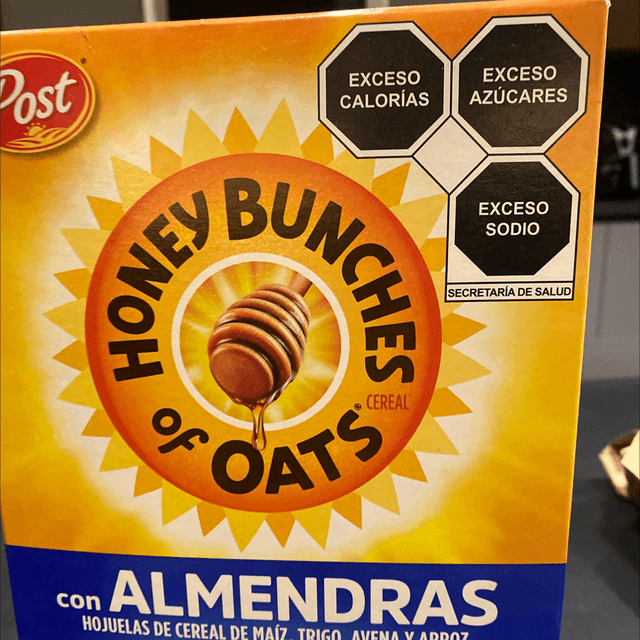 Post
EXCESO
CALORÍAS
EXCESO
AZÚCARES
EXCESO
SODIO
SECRETARÍA DE SALUD
HONEY BUNCHES
of OATS®
CEREAL
con ALMENDRAS
HOJUELAS DE CEREAL DE MAÍZ, TRIGO, AVENA Y ARROZ